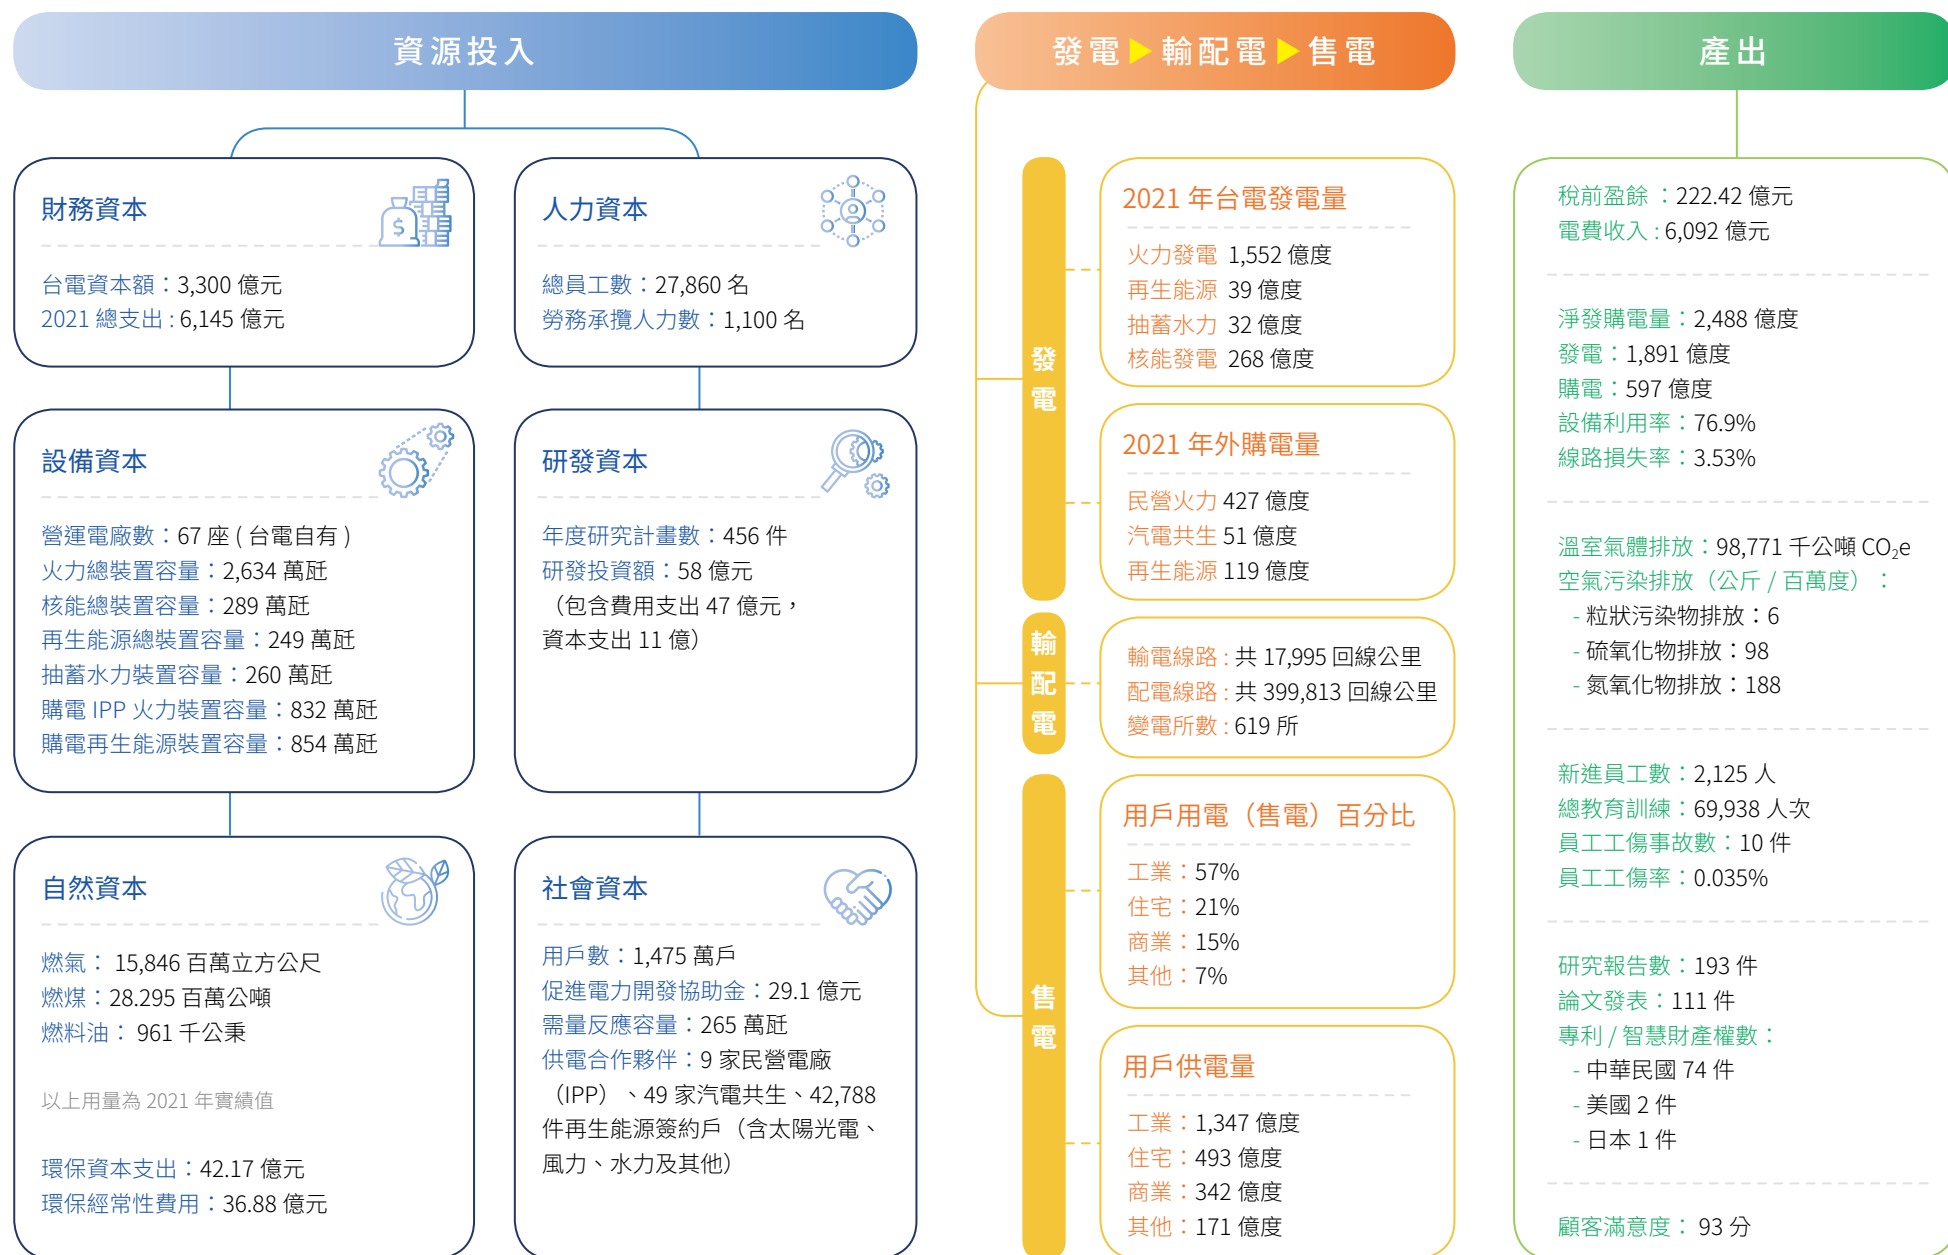 資源投入
財務資本
台電資本額：3,300 億元
2021 總支出 : 6,145 億元
人力資本
總員工數：27,860 名
勞務承攬人力數：1,100 名
設備資本
營運電廠數：67 座 ( 台電自有 )
火力總裝置容量：2,634 萬瓩
核能總裝置容量：289 萬瓩
再生能源總裝置容量：249 萬瓩
抽蓄水力裝置容量：260 萬瓩
購電 IPP 火力裝置容量：832 萬瓩
購電再生能源裝置容量：854 萬瓩
研發資本
年度研究計畫數：456 件
研發投資額：58 億元
（包含費用支出 47 億元，
資本支出 11 億）
自然資本
燃氣： 15,846 百萬立方公尺
燃煤：28.295 百萬公噸
燃料油： 961 千公秉
以上用量為 2021 年實績值
環保資本支出：42.17 億元
環保經常性費用：36.88 億元
社會資本
用戶數：1,475 萬戶
促進電力開發協助金：29.1 億元
需量反應容量：265 萬瓩
供電合作夥伴：9 家民營電廠
（IPP）、49 家汽電共生、42,788
件再生能源簽約戶（含太陽光電、
風力、水力及其他）
發電▶輸配電▶售電
發電
2021 年台電發電量
火力發電 1,552 億度
再生能源 39 億度
抽蓄水力 32 億度
核能發電 268 億度
2021 年外購電量
民營火力 427 億度
汽電共生 51 億度
再生能源 119 億度
輸配電
輸電線路 : 共 17,995 回線公里
配電線路 : 共 399,813 回線公里
變電所數 : 619 所
售電
用戶用電（售電）百分比
工業：57%
住宅：21%
商業：15%
其他：7%
用戶供電量
工業：1,347 億度
住宅：493 億度
商業：342 億度
其他：171 億度
產出
稅前盈餘 ：222.42 億元
電費收入 : 6,092 億元
淨發購電量：2,488 億度
發電：1,891 億度
購電：597 億度
設備利用率：76.9%
線路損失率：3.53%
溫室氣體排放：98,771 千公噸 CO₂e
空氣污染排放（公斤 / 百萬度）：
- 粒狀污染物排放：6
- 硫氧化物排放：98
- 氮氧化物排放：188
新進員工數：2,125 人
總教育訓練：69,938 人次
員工工傷事故數：10 件
員工工傷率：0.035%
研究報告數：193 件
論文發表：111 件
專利 / 智慧財產權數：
- 中華民國 74 件
- 美國 2 件
- 日本 1 件
顧客滿意度： 93 分